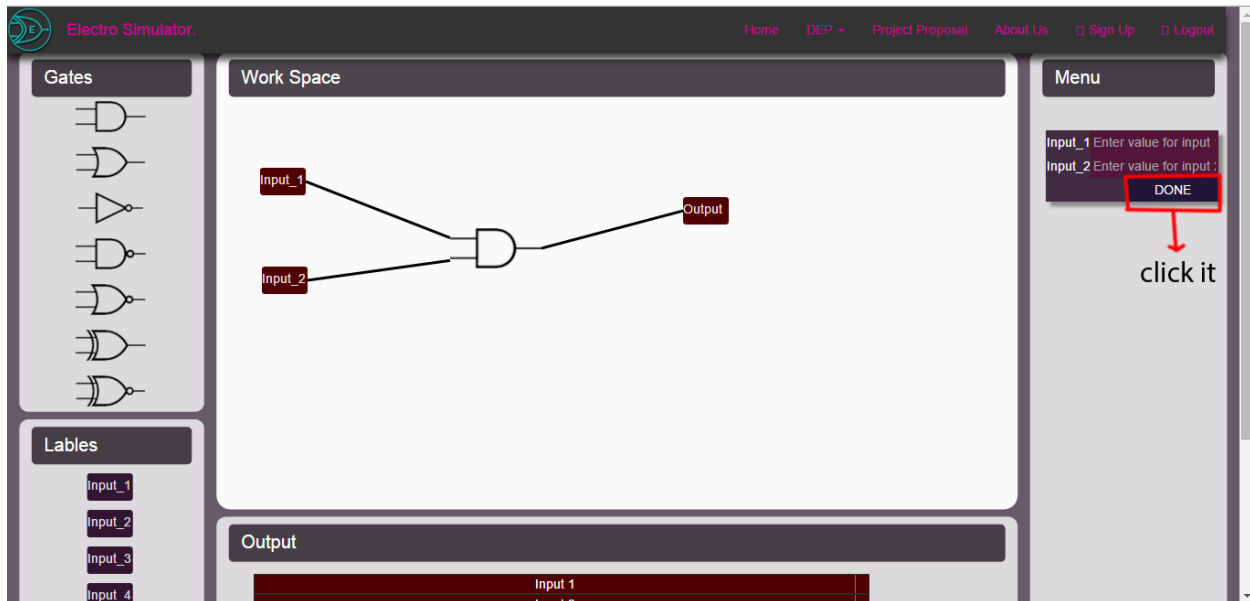 E
Electro Simulator.
Home DEP Project Proposal About Us Sign Up Logout
Gates
Work Space
Menu
Input_1 Enter value for input
Input_2 Enter value for input
DONE
click it
Input_1
Output
Input_2
Lables
Input_1
Input_2
Input_3
Input_4
Output
Input 1